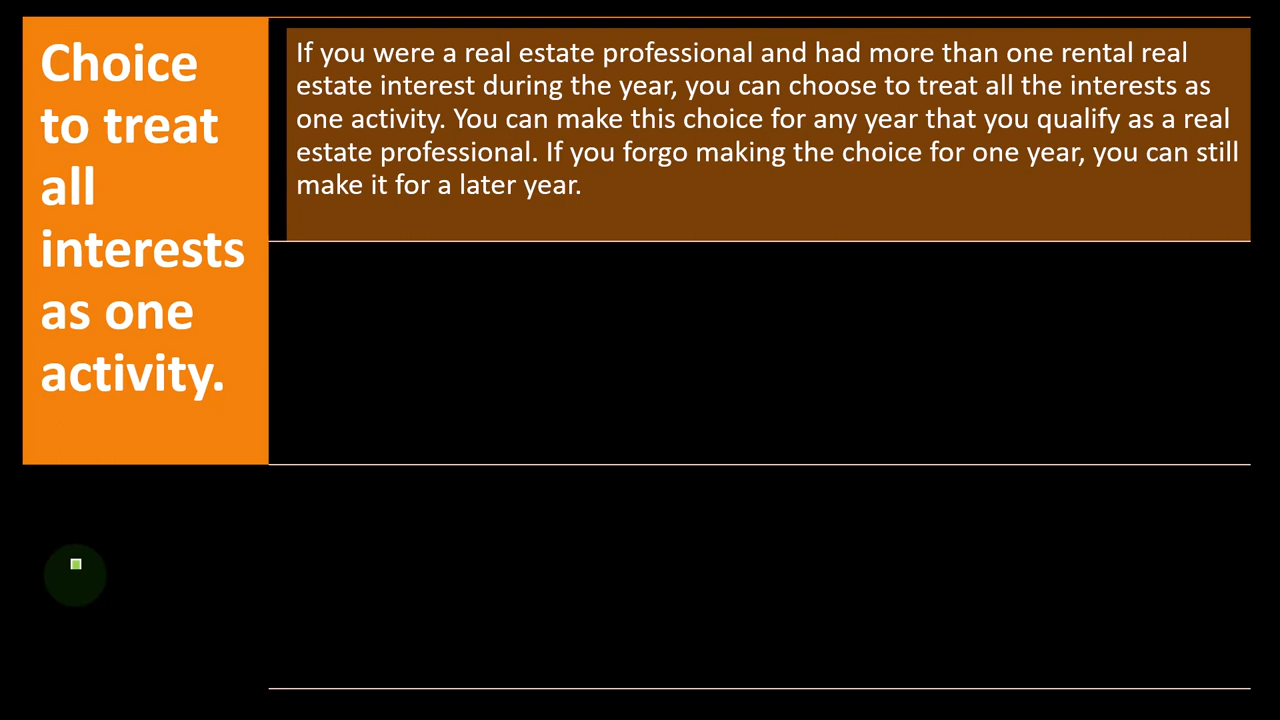 Choice
to treat
all
interests
as one
activity.
If you were a real estate professional and had more than one rental real
estate interest during the year, you can choose to treat all the interests as
one activity. You can make this choice for any year that you qualify as a real
estate professional. If you forgo making the choice for one year, you can still
make it for a later year.